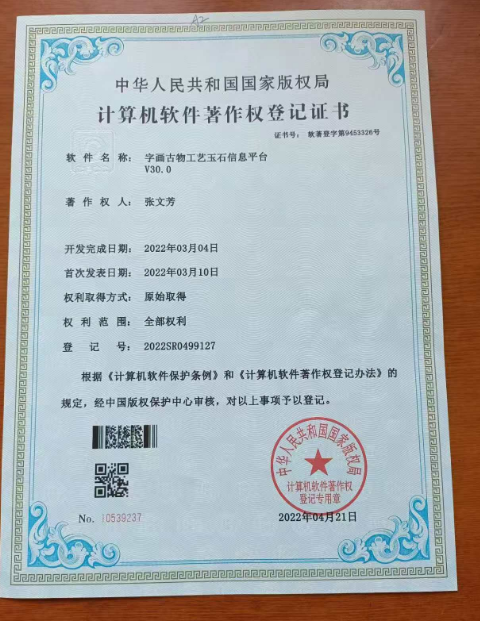 A2
中华人民共和国国家版权局
计算机软件著作权登记证书
证书号： 软著登字第9453326号
软件名称： 字画古物工艺玉石信息平台
V30.0
著作权人： 张文芳
开发完成日期： 2022年03月04日
首次发表日期： 2022年03月10日
权利取得方式： 原始取得
权利范围： 全部权利
登记号： 2022SR0499127
根据《计算机软件保护条例》和《计算机软件著作权登记办法》的
规定，经中国版权保护中心审核，对以上事项予以登记。
中华人民共和国国家版权局
计算机软件著作权
登记专用章
No. 10539237
2022年04月21日